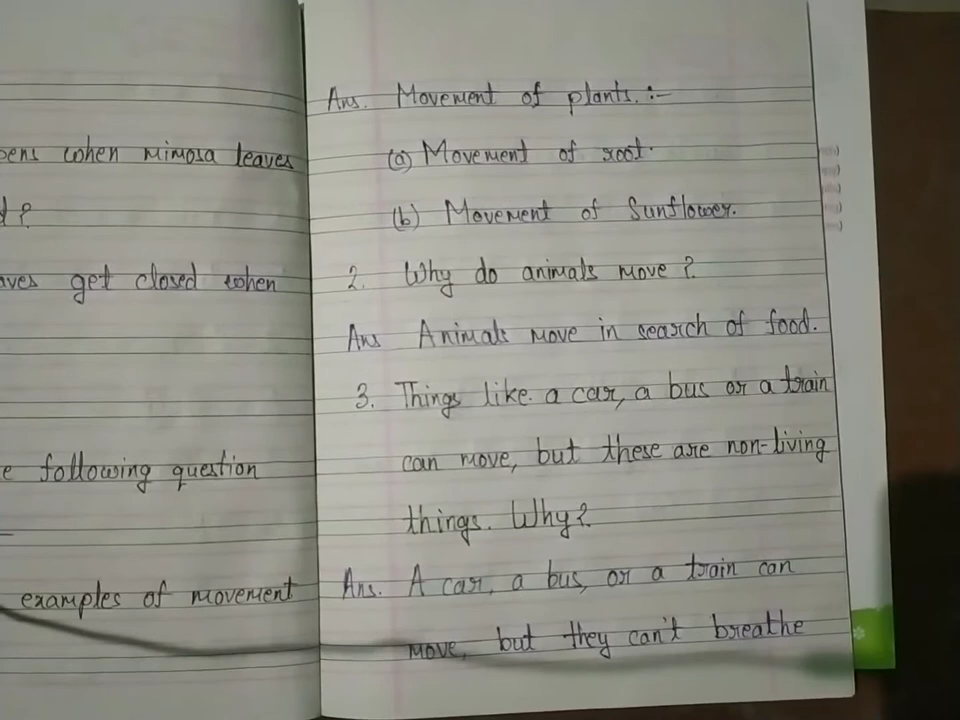 when mimosa leaves
?
get closed when
following question
examples of movement
Ans. Movement of plants. :-
(a) Movement of root.
(b) Movement of Sunflower.
2. Why do animals move ?
Ans Animals move in search of food.
3. Things like a car, a bus or a train
can move, but these are non-living
things. Why?
Ans. A car, a bus, or a train can
move, but they can't breathe